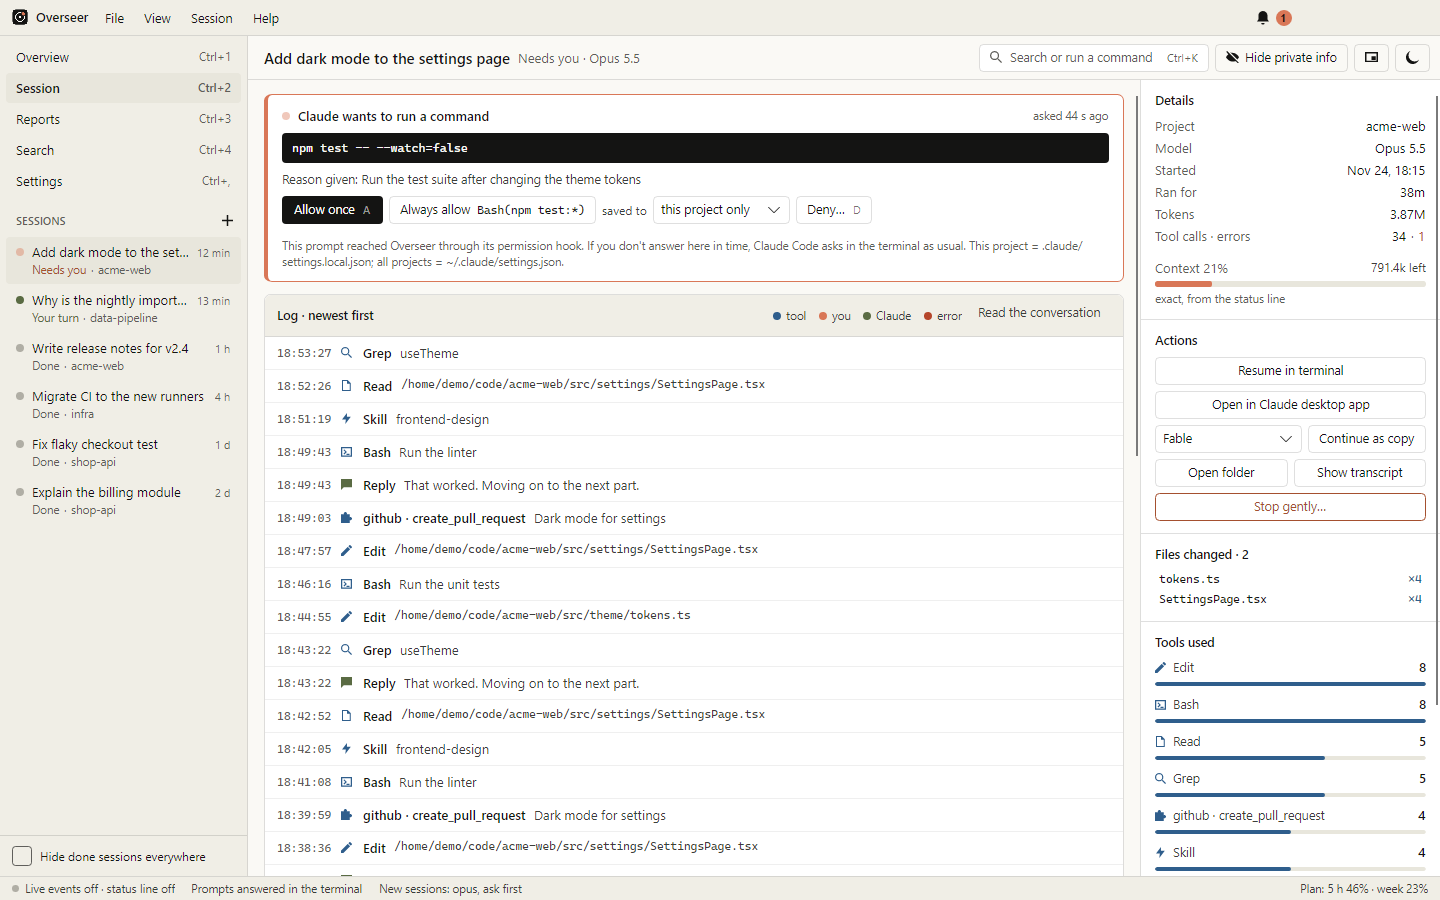 Overseer File View Session Help 1
Overview Ctrl+1
Session Ctrl+2
Reports Ctrl+3
Search Ctrl+4
Settings Ctrl+,
SESSIONS
Add dark mode to the set... 12 min
Needs you · acme-web
Why is the nightly import... 13 min
Your turn · data-pipeline
Write release notes for v2.4 1 h
Done · acme-web
Migrate CI to the new runners 4 h
Done · infra
Fix flaky checkout test 1 d
Done · shop-api
Explain the billing module 2 d
Done · shop-api
Hide done sessions everywhere
Add dark mode to the settings page Needs you · Opus 5.5
Search or run a command Ctrl+K
Hide private info
Claude wants to run a command asked 44 s ago
npm test -- --watch=false
Reason given: Run the test suite after changing the theme tokens
Allow once A Always allow Bash(npm test:*) saved to this project only Deny... D
This prompt reached Overseer through its permission hook. If you don't answer here in time, Claude Code asks in the terminal as usual. This project = .claude/
settings.local.json; all projects = ~/.claude/settings.json.
Log · newest first tool you Claude error Read the conversation
18:53:27 Grep useTheme
18:52:26 Read /home/demo/code/acme-web/src/settings/SettingsPage.tsx
18:51:19 Skill frontend-design
18:49:43 Bash Run the linter
18:49:43 Reply That worked. Moving on to the next part.
18:49:03 github · create_pull_request Dark mode for settings
18:47:57 Edit /home/demo/code/acme-web/src/settings/SettingsPage.tsx
18:46:16 Bash Run the unit tests
18:44:55 Edit /home/demo/code/acme-web/src/theme/tokens.ts
18:43:22 Grep useTheme
18:43:22 Reply That worked. Moving on to the next part.
18:42:52 Read /home/demo/code/acme-web/src/settings/SettingsPage.tsx
18:42:05 Skill frontend-design
18:41:08 Bash Run the linter
18:39:59 github · create_pull_request Dark mode for settings
18:38:36 Edit /home/demo/code/acme-web/src/settings/SettingsPage.tsx
Details
Project acme-web
Model Opus 5.5
Started Nov 24, 18:15
Ran for 38m
Tokens 3.87M
Tool calls · errors 34 · 1
Context 21% 791.4k left
exact, from the status line
Actions
Resume in terminal
Open in Claude desktop app
Fable Continue as copy
Open folder Show transcript
Stop gently...
Files changed · 2
tokens.ts ×4
SettingsPage.tsx ×4
Tools used
Edit 8
Bash 8
Read 5
Grep 5
github · create_pull_request 4
Skill 4
Live events off · status line off Prompts answered in the terminal New sessions: opus, ask first Plan: 5 h 46% · week 23%